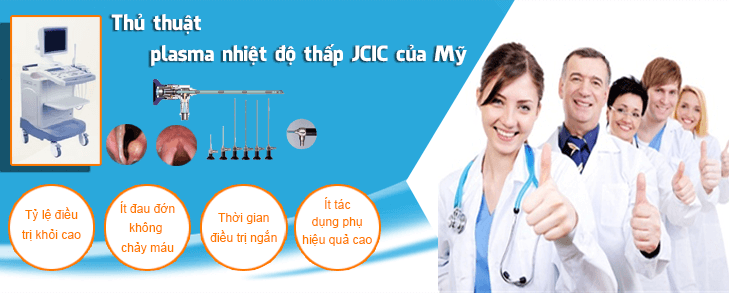 Thủ thuật
plasma nhiệt độ thấp JCIC của Mỹ
Tỷ lệ điều
trị khỏi cao
Ít đau đớn
không
chảy máu
Thời gian
điều trị ngắn
Ít tác
dụng phụ
hiệu quả cao